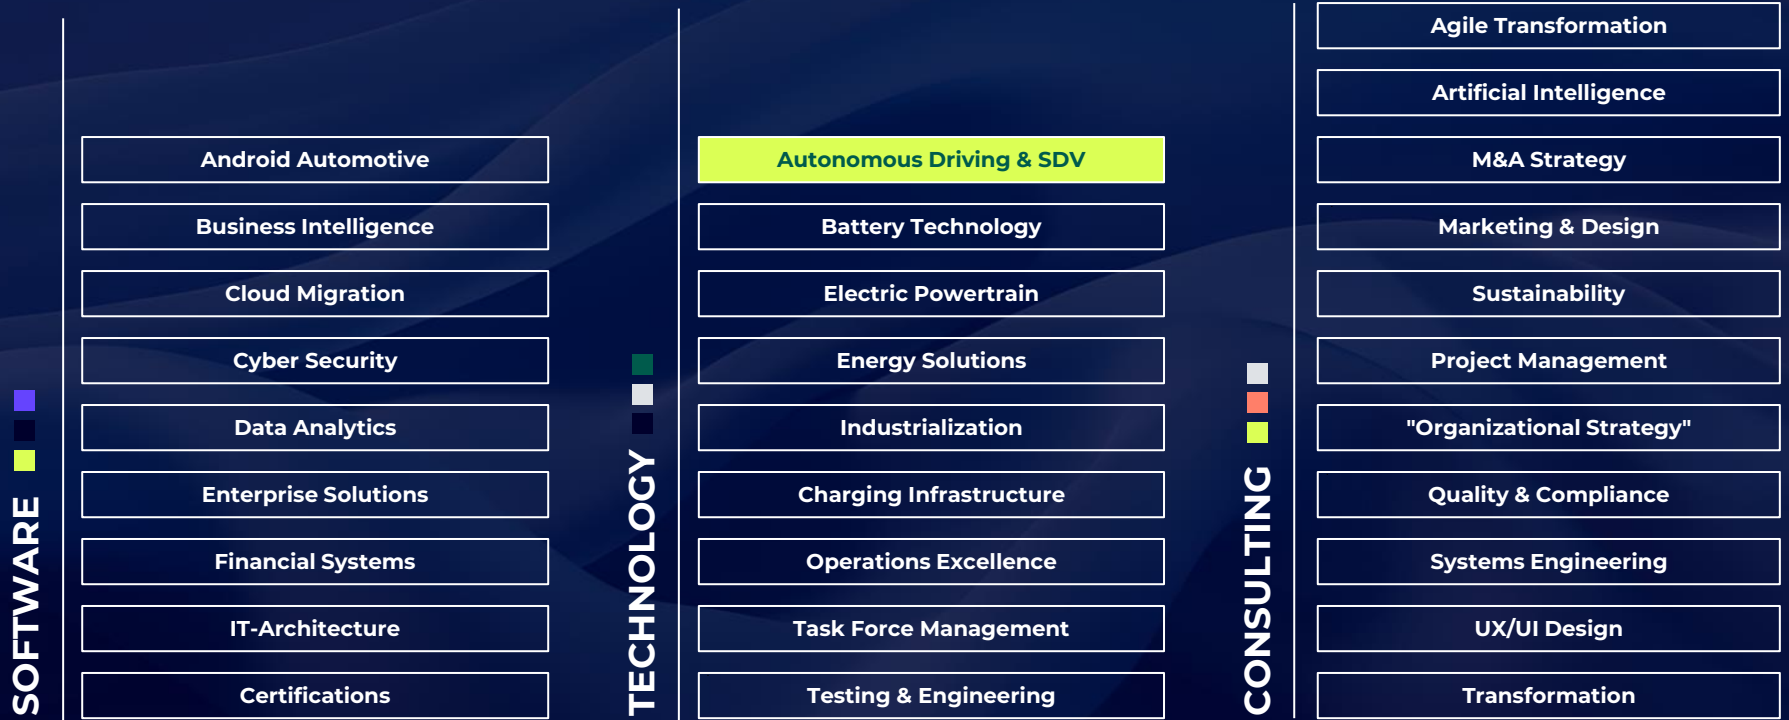 SOFTWARE
Android Automotive
Business Intelligence
Cloud Migration
Cyber Security
Data Analytics
Enterprise Solutions
Financial Systems
IT-Architecture
Certifications
TECHNOLOGY
Autonomous Driving & SDV
Battery Technology
Electric Powertrain
Energy Solutions
Industrialization
Charging Infrastructure
Operations Excellence
Task Force Management
Testing & Engineering
CONSULTING
Agile Transformation
Artificial Intelligence
M&A Strategy
Marketing & Design
Sustainability
Project Management
"Organizational Strategy"
Quality & Compliance
Systems Engineering
UX/UI Design
Transformation